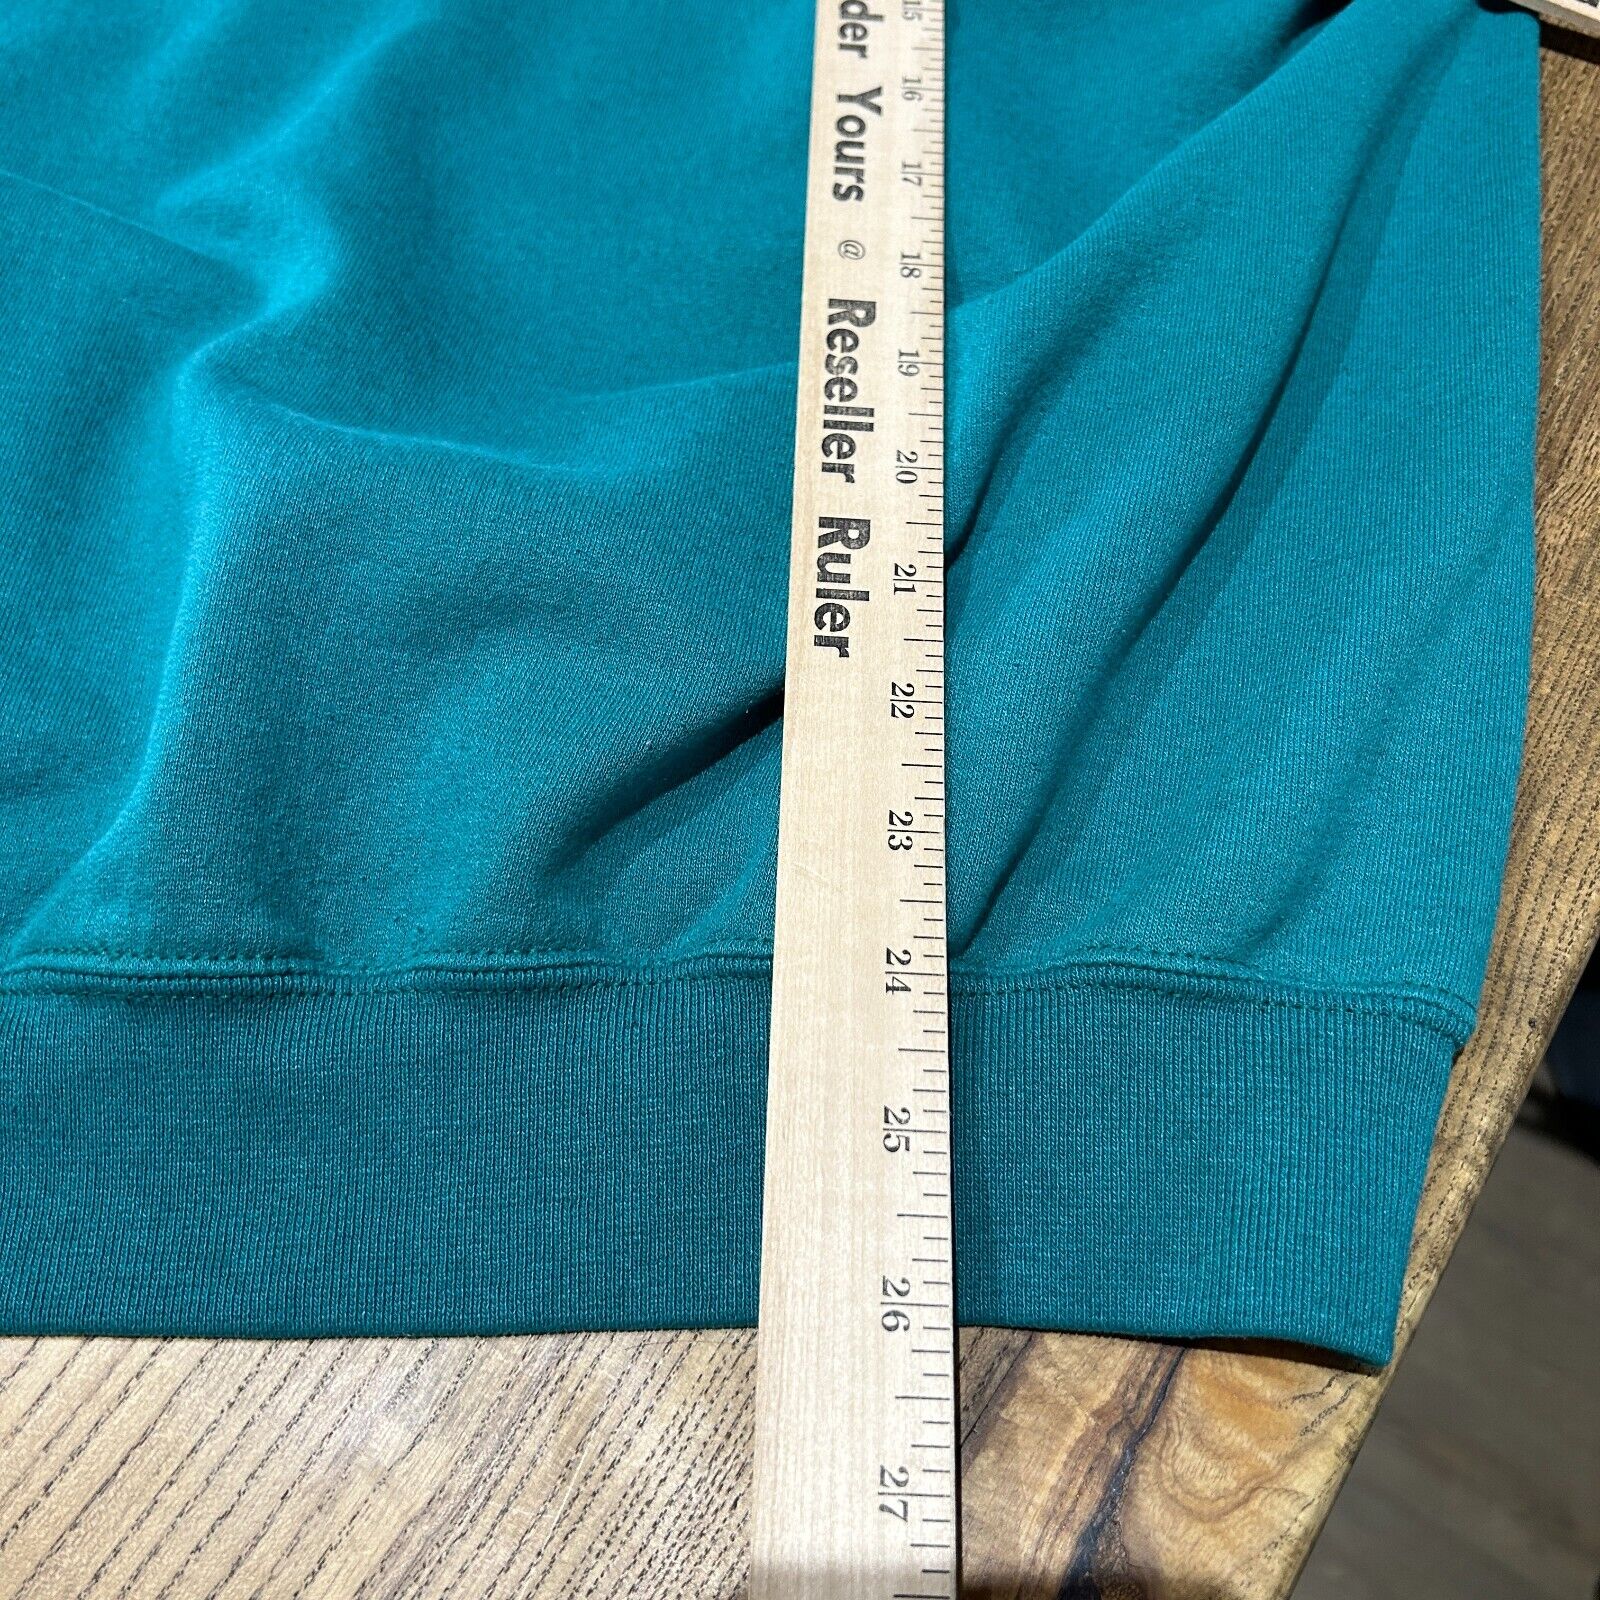 der Yours @ Reseller Ruler
15 16 17 18 19 20 21 22 23 24 25 26 27